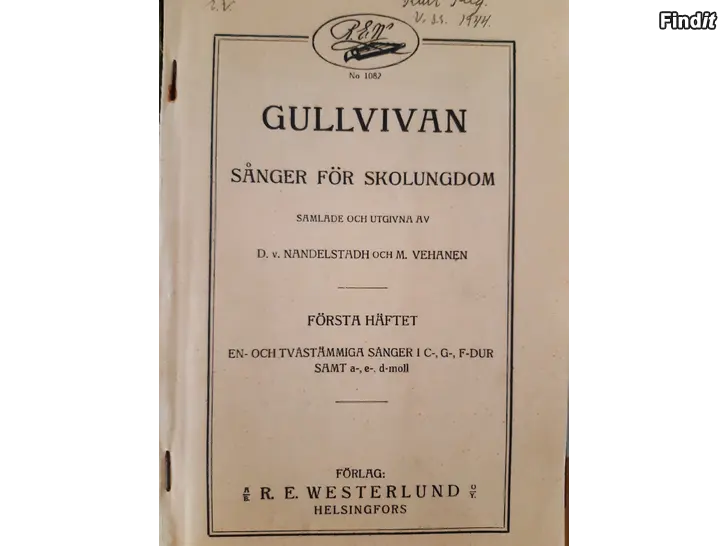 Findit
V. 1944.
R.E.W.
No 1082
GULLVIVAN
SÅNGER FÖR SKOLUNGDOM
SAMLADE OCH UTGIVNA AV
D. v. NANDELSTADH OCH M. VEHANEN
FÖRSTA HÄFTET
EN- OCH TVÅSTÄMMIGA SÅNGER I C-, G-, F-DUR
SAMT a-, e-. d-moll
FÖRLAG:
A/B. R. E. WESTERLUND O/Y.
HELSINGFORS